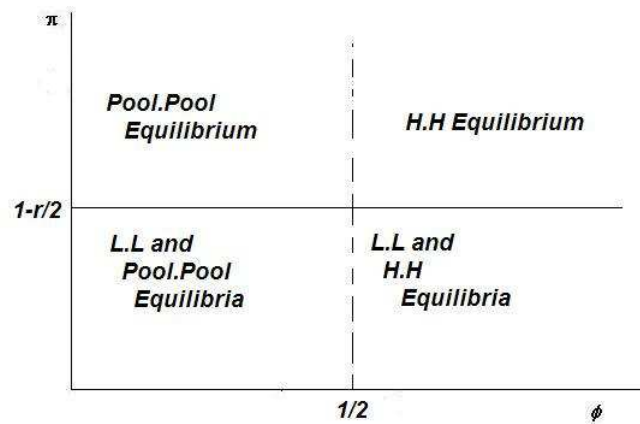 π
Pool.Pool
Equilibrium
H.H Equilibrium
1-r/2
L.L and
Pool.Pool
Equilibria
L.L and
H.H
Equilibria
1/2
ϕ